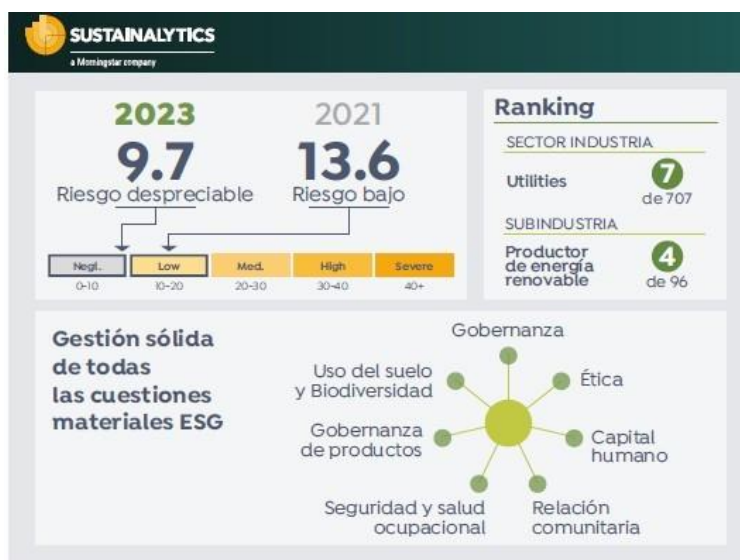 SUSTAINALYTICS
a Morningstar company
2023
9.7
Riesgo despreciable
2021
13.6
Riesgo bajo
Negl.
Low
Med.
High
Severe
0-10
10-20
20-30
30-40
40+
Ranking
SECTOR INDUSTRIA
Utilities
7
de 707
SUBINDUSTRIA
Productor
de energía
renovable
4
de 96
Gestión sólida
de todas
las cuestiones
materiales ESG
Gobernanza
Ética
Capital
humano
Relación
comunitaria
Seguridad y salud
ocupacional
Gobernanza
de productos
Uso del suelo
y Biodiversidad